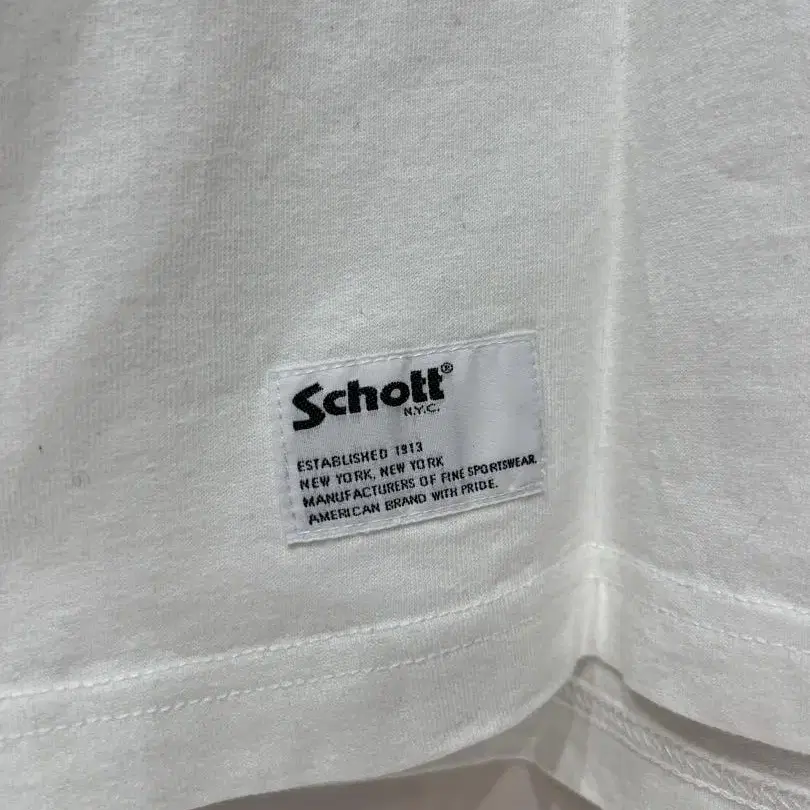 Schott®
N.Y.C.
ESTABLISHED 1913
NEW YORK, NEW YORK
MANUFACTURERS OF FINE SPORTSWEAR.
AMERICAN BRAND WITH PRIDE.